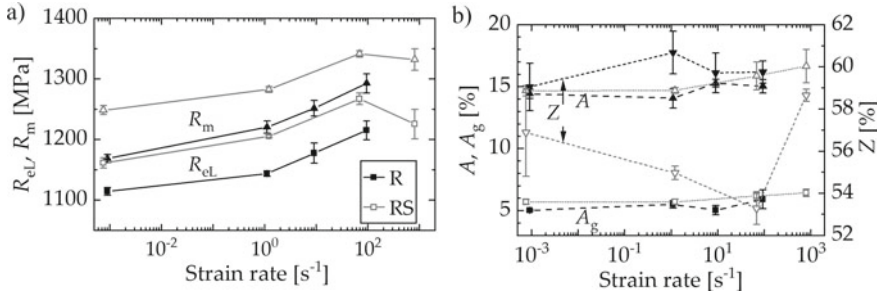 a)
R_eL, R_m [MPa]
1400
1300
1200
1100
R_m
R_eL
R
RS
10^-2
10^0
10^2
Strain rate [s^-1]
b)
A, A_g [%]
20
15
10
5
Z
A
A_g
10^-3
10^-1
10^1
10^3
Strain rate [s^-1]
62
60
58
56
54
52
Z [%]